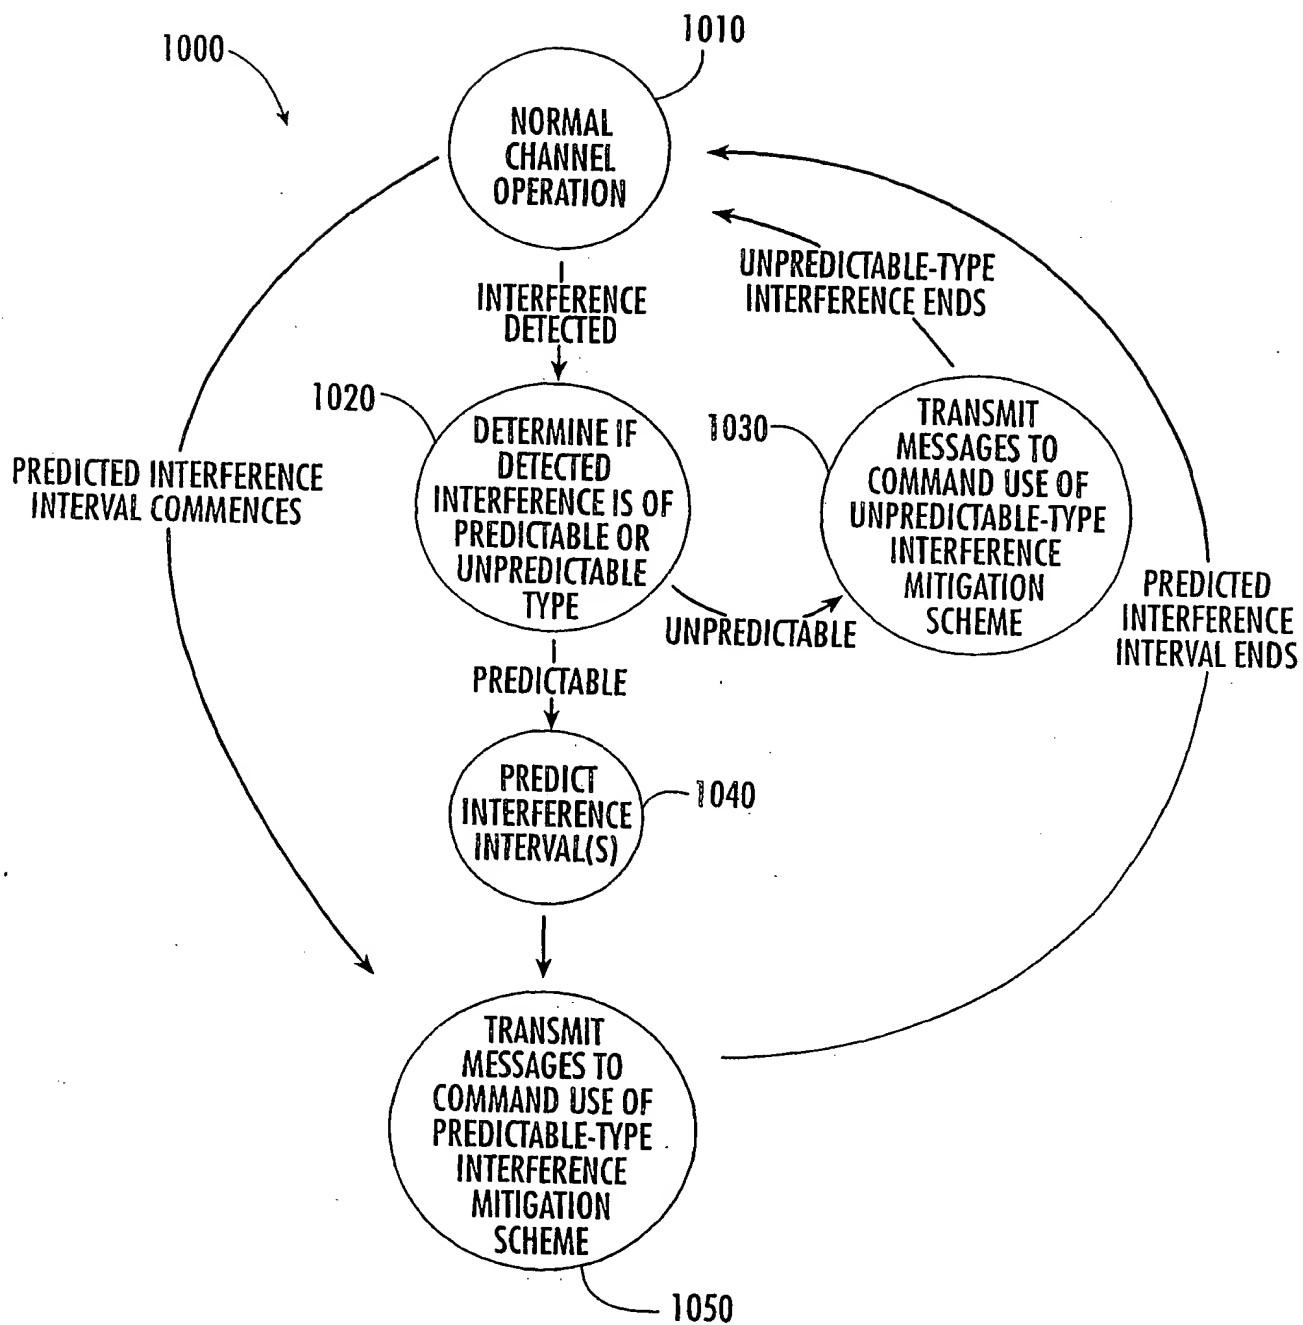 1000
1010
NORMAL
CHANNEL
OPERATION
UNPREDICTABLE-TYPE
INTERFERENCE ENDS
INTERFERENCE
DETECTED
1020
DETERMINE IF
DETECTED
INTERFERENCE IS OF
PREDICTABLE OR
UNPREDICTABLE
TYPE
1030
TRANSMIT
MESSAGES TO
COMMAND USE OF
UNPREDICTABLE-TYPE
INTERFERENCE
MITIGATION
SCHEME
PREDICTED INTERFERENCE
INTERVAL COMMENCES
PREDICTED
INTERFERENCE
INTERVAL ENDS
UNPREDICTABLE
PREDICTABLE
PREDICT
INTERFERENCE
INTERVAL(S)
1040
TRANSMIT
MESSAGES TO
COMMAND USE OF
PREDICTABLE-TYPE
INTERFERENCE
MITIGATION
SCHEME
1050